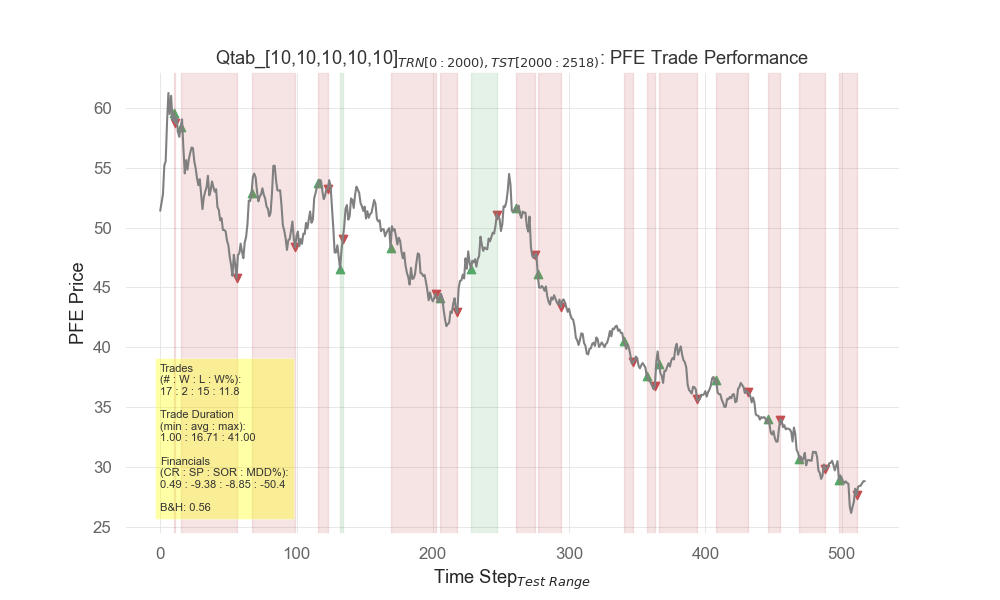 Qtab_[10,10,10,10,10]TRN[0:2000),TST[2000:2518): PFE Trade Performance
60
55
50
45
40
35
30
25
PFE Price
Trades
(# : W : L : W%):
17 : 2 : 15 : 11.8
Trade Duration
(min : avg : max):
1.00 : 16.71 : 41.00
Financials
(CR : SP : SOR : MDD%):
0.49 : -9.38 : -8.85 : -50.4
B&H: 0.56
0 100 200 300 400 500
Time StepTest Range